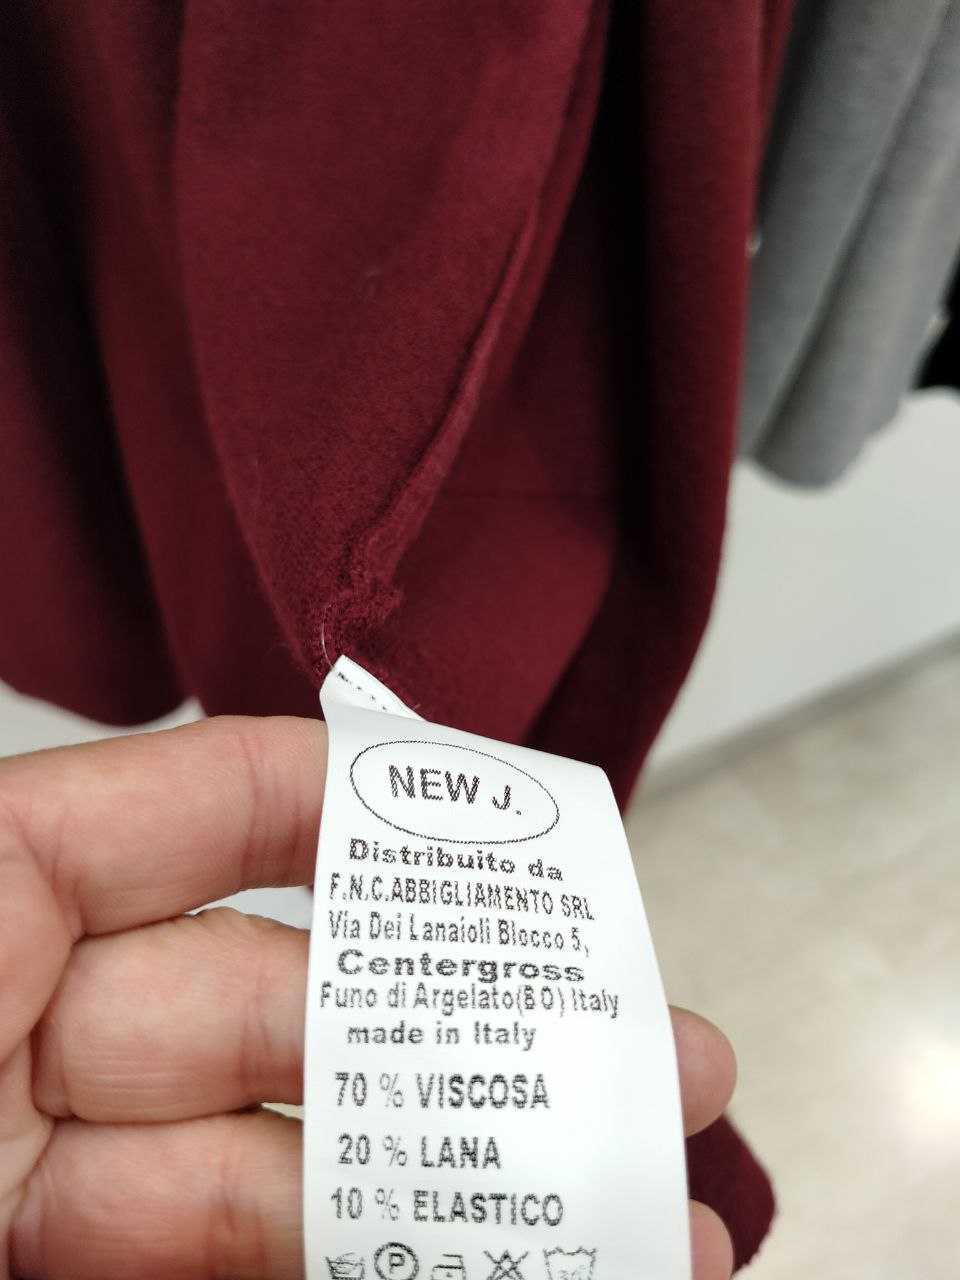 NEW J.
Distribuito da
F.N.C.ABBIGLIAMENTO SRL
Via Dei Lanaioli Blocco 5,
Centergross
Funo di Argelato(BO) Italy
made in Italy
70 % VISCOSA
20 % LANA
10 % ELASTICO
P